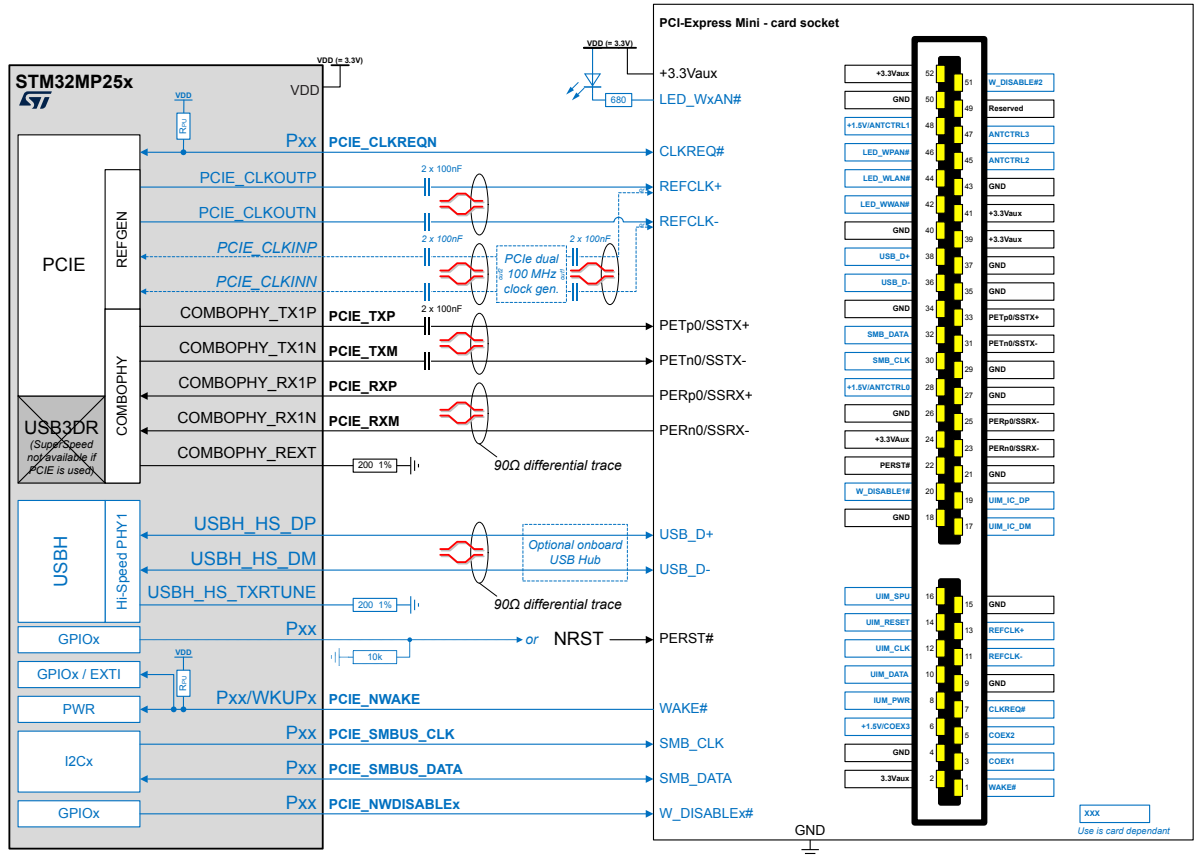 PCI-Express Mini - card socket
VDD (= 3.3V)
+3.3Vaux
680
LED_WxAN#
VDD (= 3.3V)
STM32MP25x
ST
VDD
VDD
RPU
Pxx
PCIE_CLKREQN
CLKREQ#
PCIE
REFGEN
PCIE_CLKOUTP
2 x 100nF
REFCLK+
PCIE_CLKOUTN
REFCLK-
PCIE_CLKINP
2 x 100nF
PCIe dual
100 MHz
clock gen.
out
out
2 x 100nF
or
or
PCIE_CLKINN
COMBOPHY
COMBOPHY_TX1P
PCIE_TXP
2 x 100nF
PETp0/SSTX+
COMBOPHY_TX1N
PCIE_TXM
PETn0/SSTX-
COMBOPHY_RX1P
PCIE_RXP
PERp0/SSRX+
COMBOPHY_RX1N
PCIE_RXM
PERn0/SSRX-
USB3DR
(SuperSpeed
not available if
PCIE is used)
COMBOPHY_REXT
200 1%
90Ω differential trace
USBH
Hi-Speed PHY1
USBH_HS_DP
USB_D+
Optional onboard
USB Hub
USBH_HS_DM
USB_D-
USBH_HS_TXRTUNE
200 1%
90Ω differential trace
GPIOx
Pxx
or
NRST
PERST#
10k
VDD
RPU
GPIOx / EXTI
PWR
Pxx/WKUPx
PCIE_NWAKE
WAKE#
I2Cx
Pxx
PCIE_SMBUS_CLK
SMB_CLK
Pxx
PCIE_SMBUS_DATA
SMB_DATA
GPIOx
Pxx
PCIE_NWDISABLEx
W_DISABLEx#
GND
+3.3Vaux
52
51
W_DISABLE#2
GND
50
49
Reserved
+1.5V/ANTCTRL1
48
47
ANTCTRL3
LED_WPAN#
46
45
ANTCTRL2
LED_WLAN#
44
43
GND
LED_WWAN#
42
41
+3.3Vaux
GND
40
39
+3.3Vaux
USB_D+
38
37
GND
USB_D-
36
35
GND
GND
34
33
PETp0/SSTX+
SMB_DATA
32
31
PETn0/SSTX-
SMB_CLK
30
29
GND
+1.5V/ANTCTRL0
28
27
GND
GND
26
25
PERp0/SSRX-
+3.3VAux
24
23
PERn0/SSRX-
PERST#
22
21
GND
W_DISABLE1#
20
19
UIM_IC_DP
GND
18
17
UIM_IC_DM
UIM_SPU
16
15
GND
UIM_RESET
14
13
REFCLK+
UIM_CLK
12
11
REFCLK-
UIM_DATA
10
9
GND
IUM_PWR
8
7
CLKREQ#
+1.5V/COEX3
6
5
COEX2
GND
4
3
COEX1
3.3Vaux
2
1
WAKE#
xxx
Use is card dependant